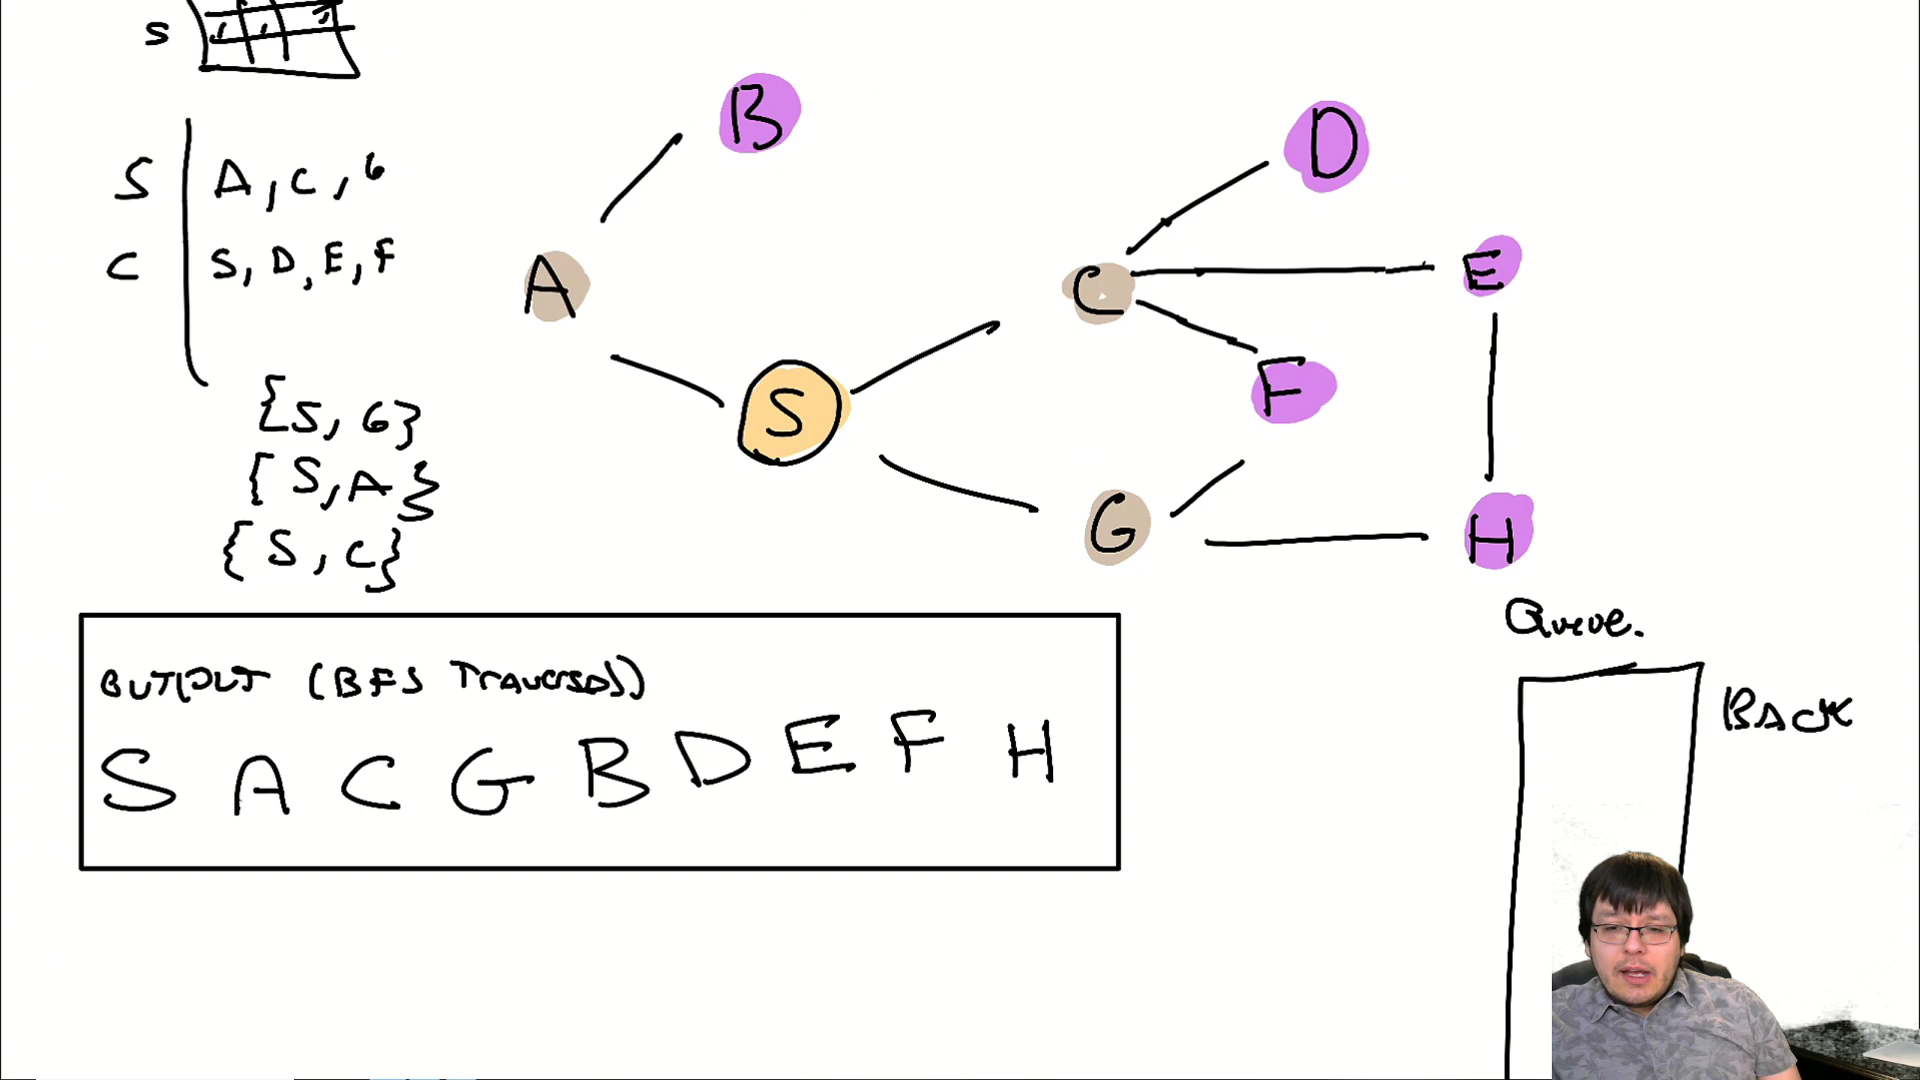 S
S A, C, G
C S, D, E, F
{S, G}
{S, A}
{S, C}
B
D
A
C
E
S
F
G
H
OUTPUT (BFS Traversal)
S A C G B D E F H
Queue.
BACK